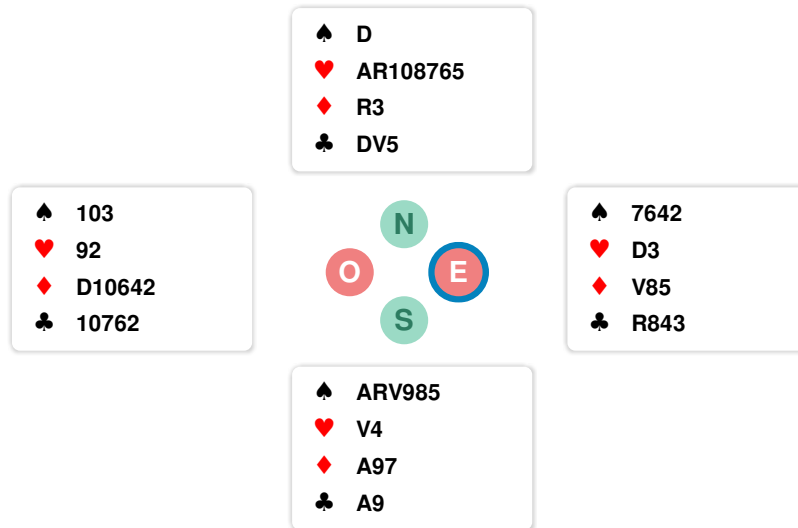 ♠ D
♥ AR108765
♦ R3
♣ DV5
♠ 103
♥ 92
♦ D10642
♣ 10762
N
O
E
S
♠ 7642
♥ D3
♦ V85
♣ R843
♠ ARV985
♥ V4
♦ A97
♣ A9